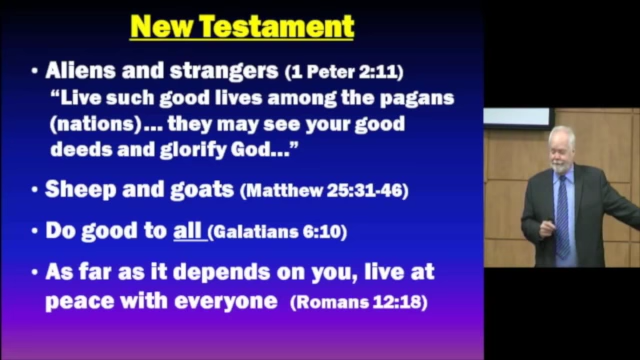 New Testament
• Aliens and strangers (1 Peter 2:11)
“Live such good lives among the pagans
(nations)... they may see your good
deeds and glorify God...”
• Sheep and goats (Matthew 25:31-46)
• Do good to all (Galatians 6:10)
• As far as it depends on you, live at
peace with everyone (Romans 12:18)